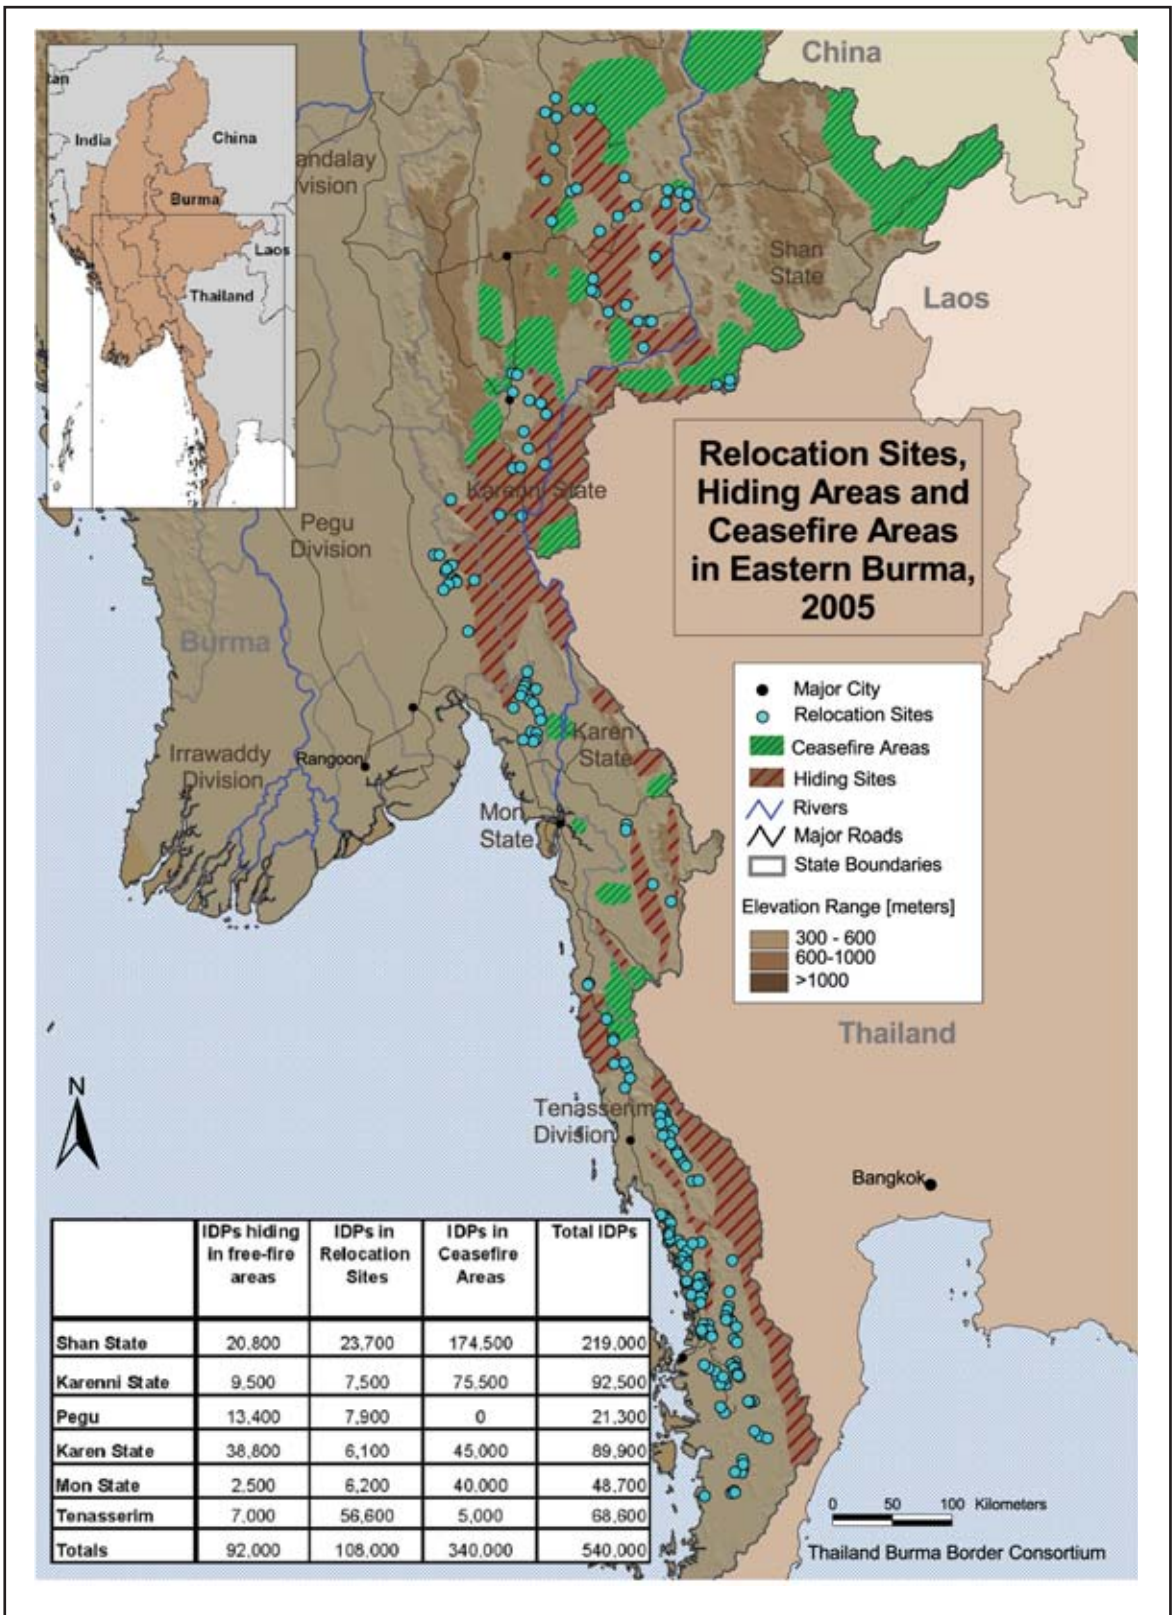 China
India
China
Burma
Laos
Thailand
andalay
vision
Shan
State
Laos
Relocation Sites,
Hiding Areas and
Ceasefire Areas
in Eastern Burma,
2005
Karenni State
Pegu
Division
Burma
Major City
Relocation Sites
Ceasefire Areas
Hiding Sites
Rivers
Major Roads
State Boundaries
Elevation Range [meters]
300 - 600
600-1000
>1000
Irrawaddy
Division
Rangoon
Karen
State
Mon
State
Thailand
N
Tenasserim
Division
Bangkok
IDPs hiding in free-fire areas IDPs in Relocation Sites IDPs in Ceasefire Areas Total IDPs
Shan State 20,800 23,700 174,500 219,000
Karenni State 9,500 7,500 75,500 92,500
Pegu 13,400 7,900 0 21,300
Karen State 38,800 6,100 45,000 89,900
Mon State 2,500 6,200 40,000 48,700
Tenasserim 7,000 56,600 5,000 68,600
Totals 92,000 108,000 340,000 540,000
0 50 100 Kilometers
Thailand Burma Border Consortium